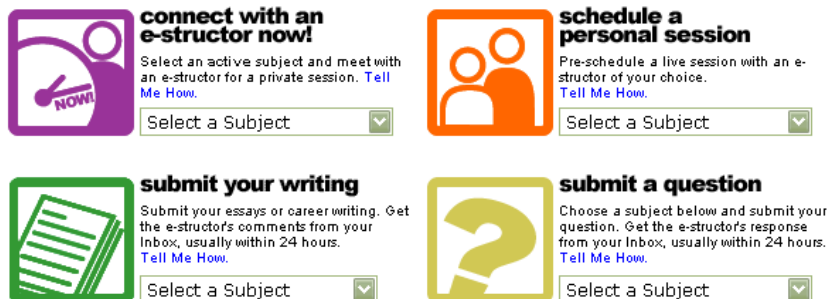 connect with an
e-structor now!
Select an active subject and meet with
an e-structor for a private session. Tell
Me How.
NOW!
Select a Subject
schedule a
personal session
Pre-schedule a live session with an e-
structor of your choice.
Tell Me How.
Select a Subject
submit your writing
Submit your essays or career writing. Get
the e-structor's comments from your
Inbox, usually within 24 hours.
Tell Me How.
Select a Subject
submit a question
Choose a subject below and submit your
question. Get the e-structor's response
from your Inbox, usually within 24 hours.
Tell Me How.
Select a Subject